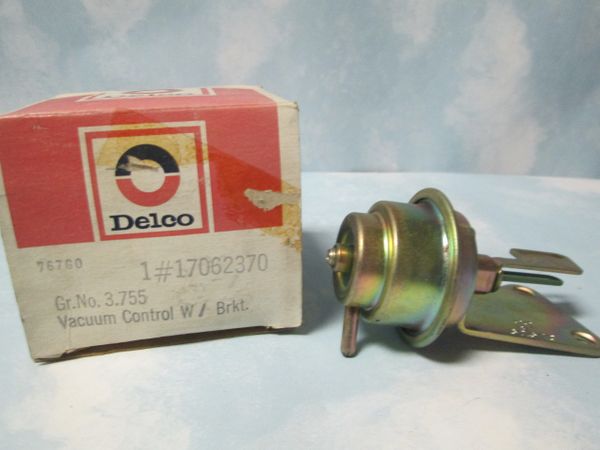 Delco
76760
1#17062370
Gr.No. 3.755
Vacuum Control W/ Brkt.